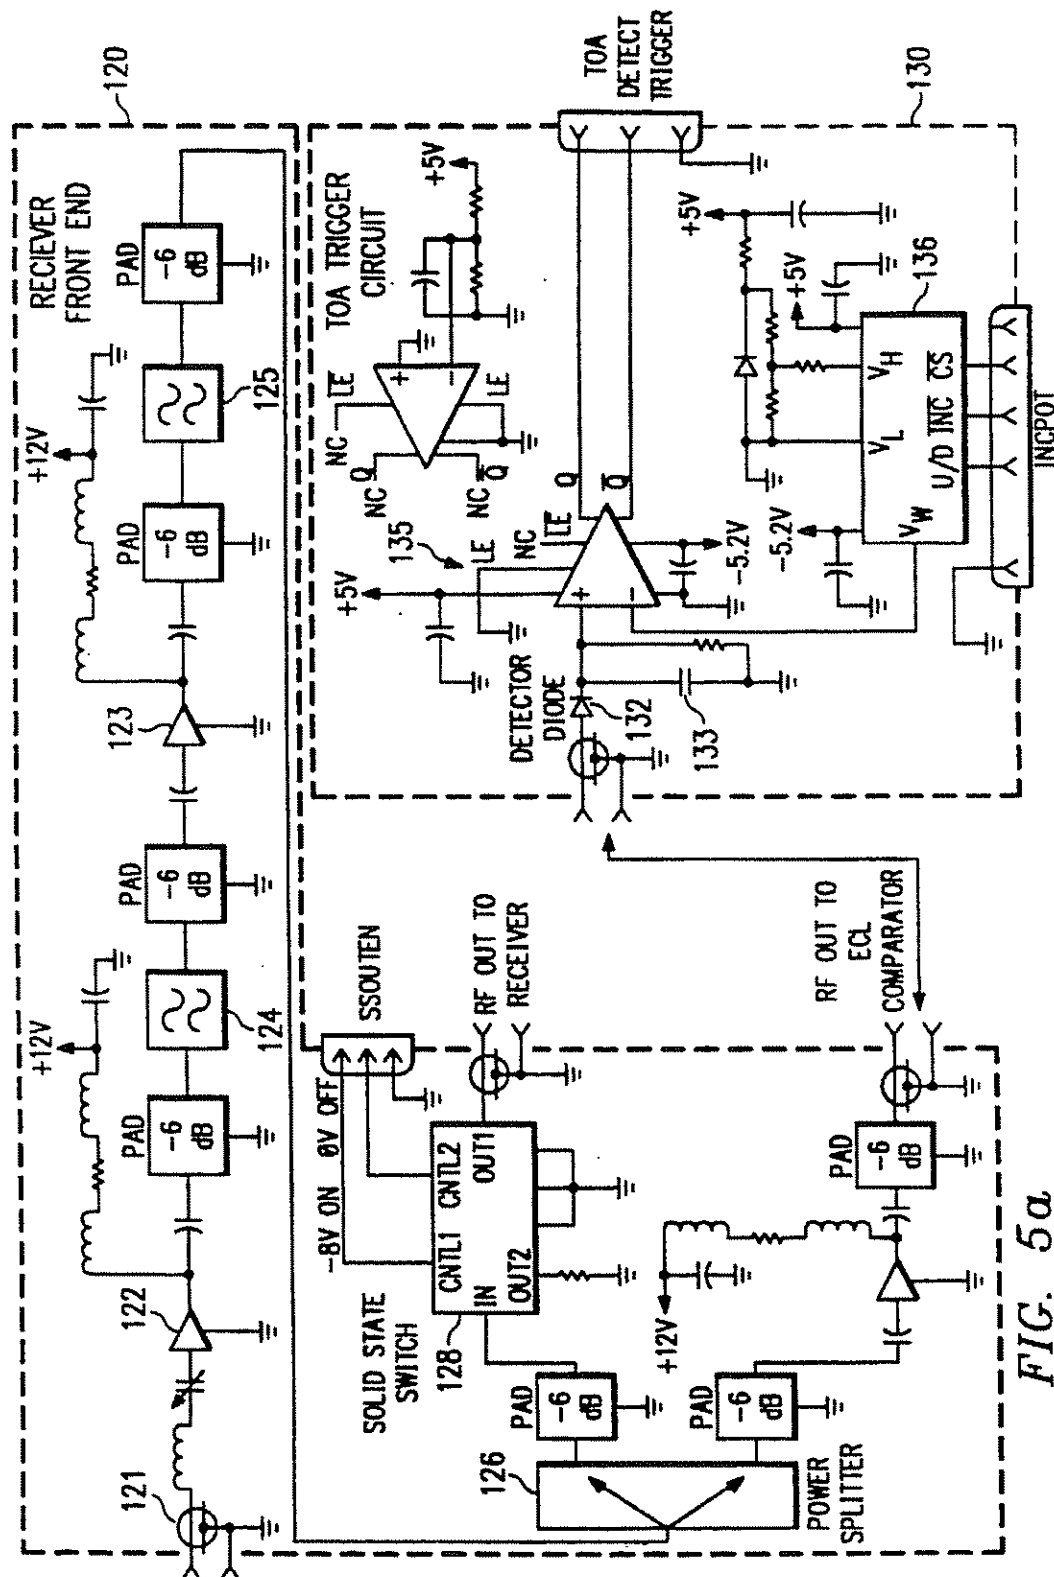 120
RECIEVER
FRONT END
+12V
+12V
121
122
PAD
-6
dB
124
PAD
-6
dB
123
PAD
-6
dB
125
PAD
-6
dB
SSOUTEN
-8V ON
0V OFF
SOLID STATE
SWITCH
128
CNTL1
CNTL2
IN
OUT1
OUT2
RF OUT TO
RECEIVER
126
POWER
SPLITTER
PAD
-6
dB
PAD
-6
dB
+12V
PAD
-6
dB
RF OUT TO
ECL
COMPARATOR
TOA TRIGGER
CIRCUIT
+5V
NC
LE
+
-
LE
NC
Q
NC
Q
135
+5V
LE
NC
LE
+
-
Q
Q
-5.2V
TOA
DETECT
TRIGGER
130
DETECTOR
DIODE
132
133
+5V
+5V
136
-5.2V
VL
VH
VW
U/D
INC
CS
INCPOT
FIG. 5a